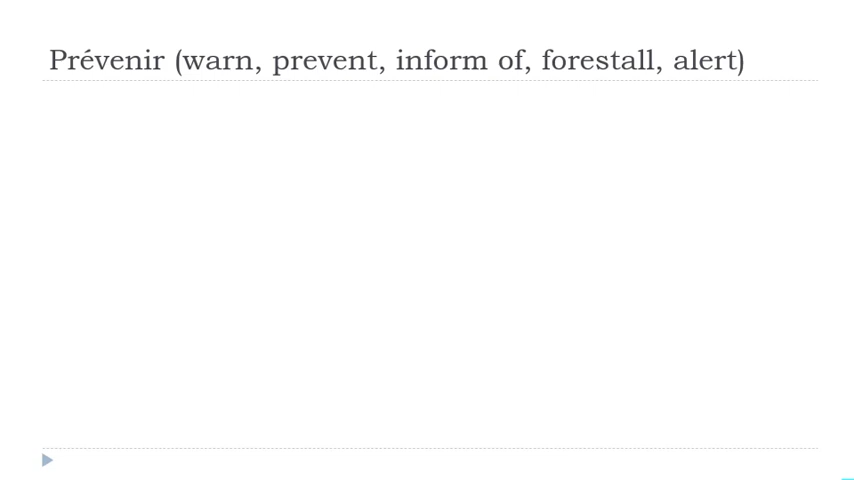 Prévenir (warn, prevent, inform of, forestall, alert)